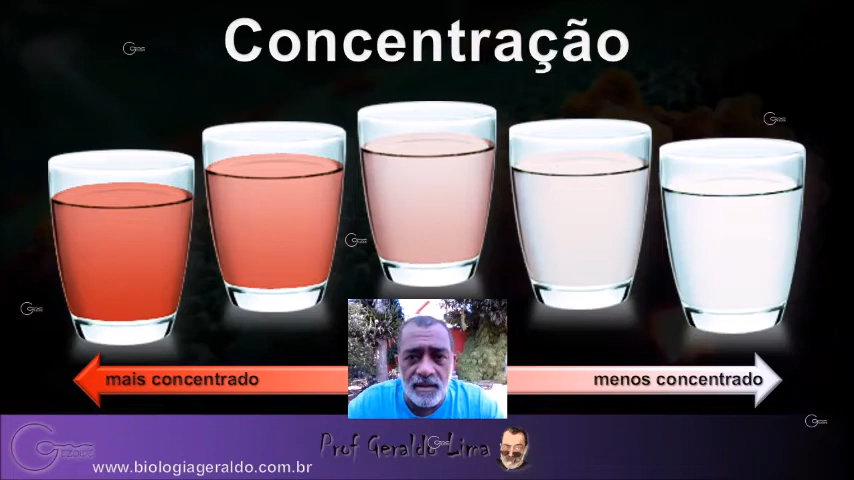 Concentração
mais concentrado
menos concentrado
Prof Geraldo Lima
www.biologiageraldo.com.br